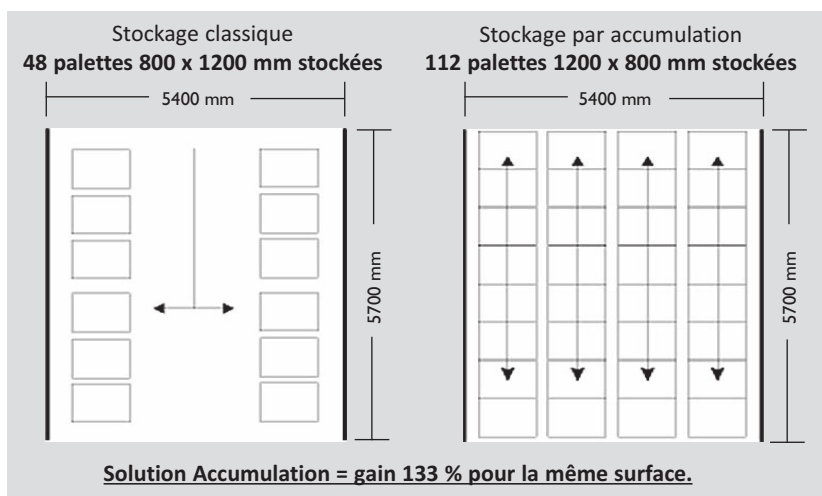 Stockage classique
48 palettes 800 x 1200 mm stockées
5400 mm
5700 mm
Stockage par accumulation
112 palettes 1200 x 800 mm stockées
5400 mm
5700 mm
Solution Accumulation = gain 133 % pour la même surface.